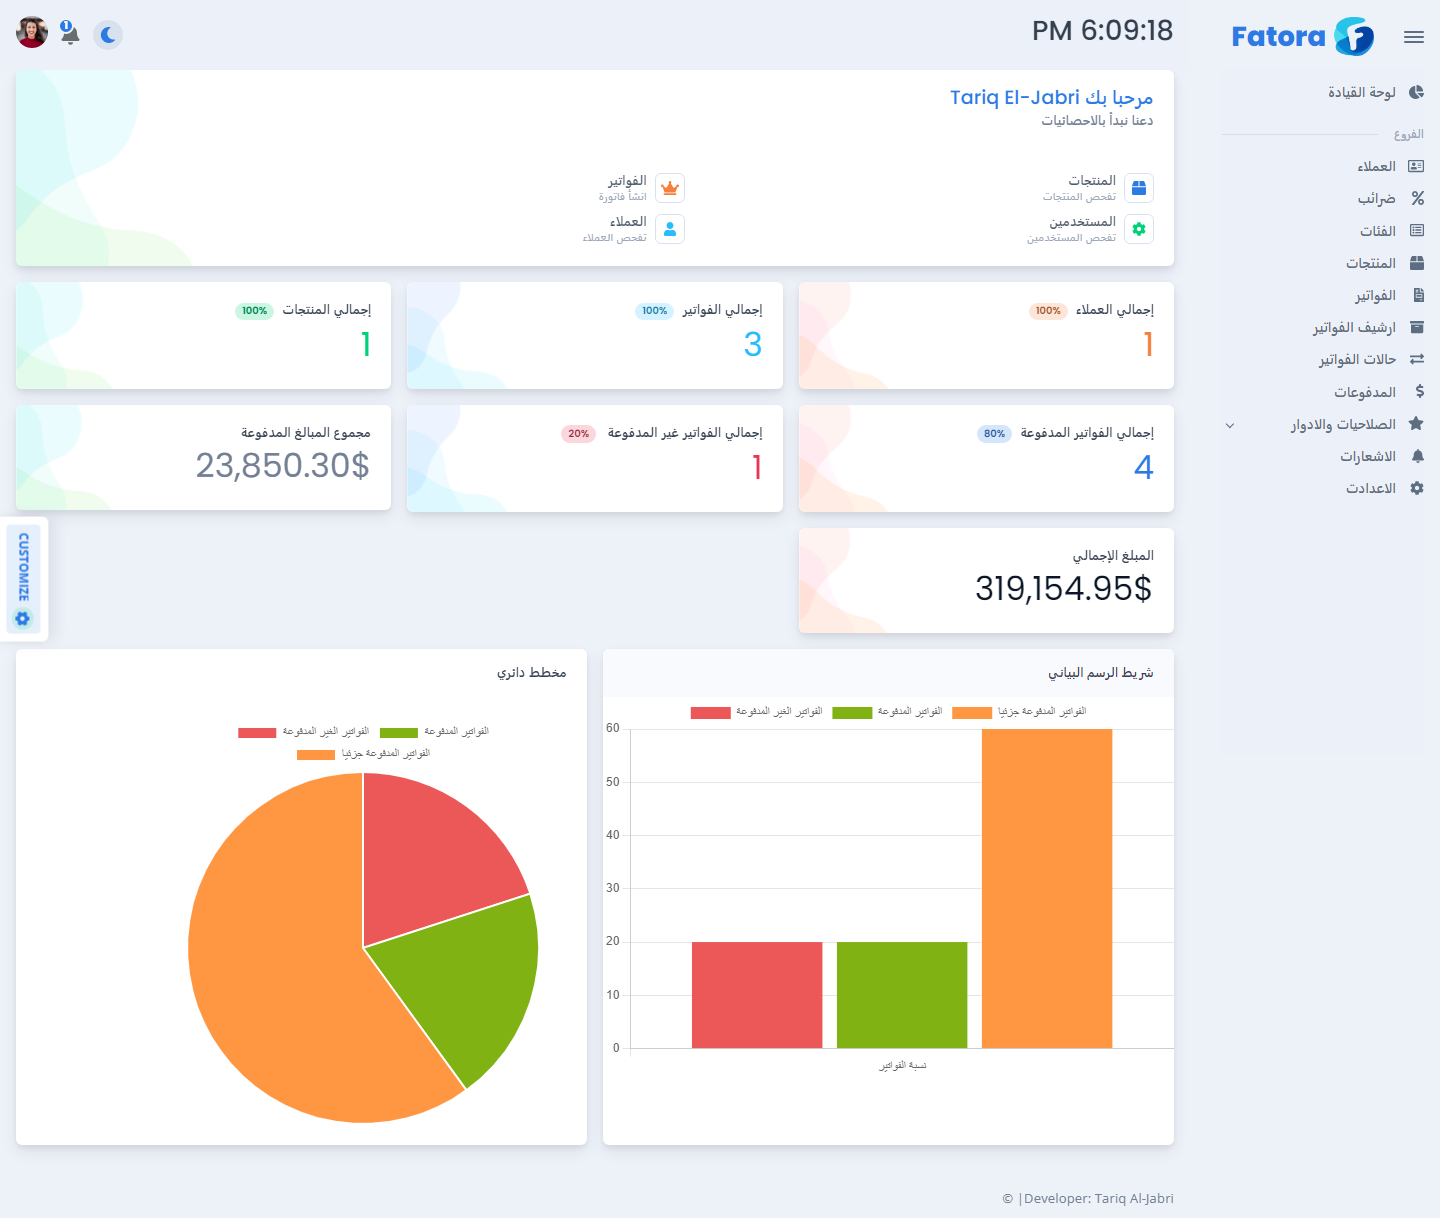 Fatora
لوحة القيادة
الفروع
العملاء
ضرائب
الفئات
المنتجات
الفواتير
ارشيف الفواتير
حالات الفواتير
المدفوعات
الصلاحيات والادوار
الاشعارات
الاعدادت
PM 6:09:18
1
مرحبا بك Tariq El-Jabri
دعنا نبدأ بالاحصائيات
المنتجات
تفحص المنتجات
الفواتير
انشأ فاتورة
المستخدمين
تفحص المستخدمين
العملاء
تفحص العملاء
إجمالي العملاء 100%
1
إجمالي الفواتير 100%
3
إجمالي المنتجات 100%
1
إجمالي الفواتير المدفوعة 80%
4
إجمالي الفواتير غير المدفوعة 20%
1
مجموع المبالغ المدفوعة
23,850.30$
المبلغ الإجمالي
319,154.95$
CUSTOMIZE
شريط الرسم البياني
الفواتير المدفوعة جزئيا
الفواتير المدفوعة
الفواتير الغير المدفوعة
60
50
40
30
20
10
0
نسبة الفواتير
مخطط دائري
الفواتير المدفوعة
الفواتير الغير المدفوعة
الفواتير المدفوعة جزئيا
© |Developer: Tariq Al-Jabri